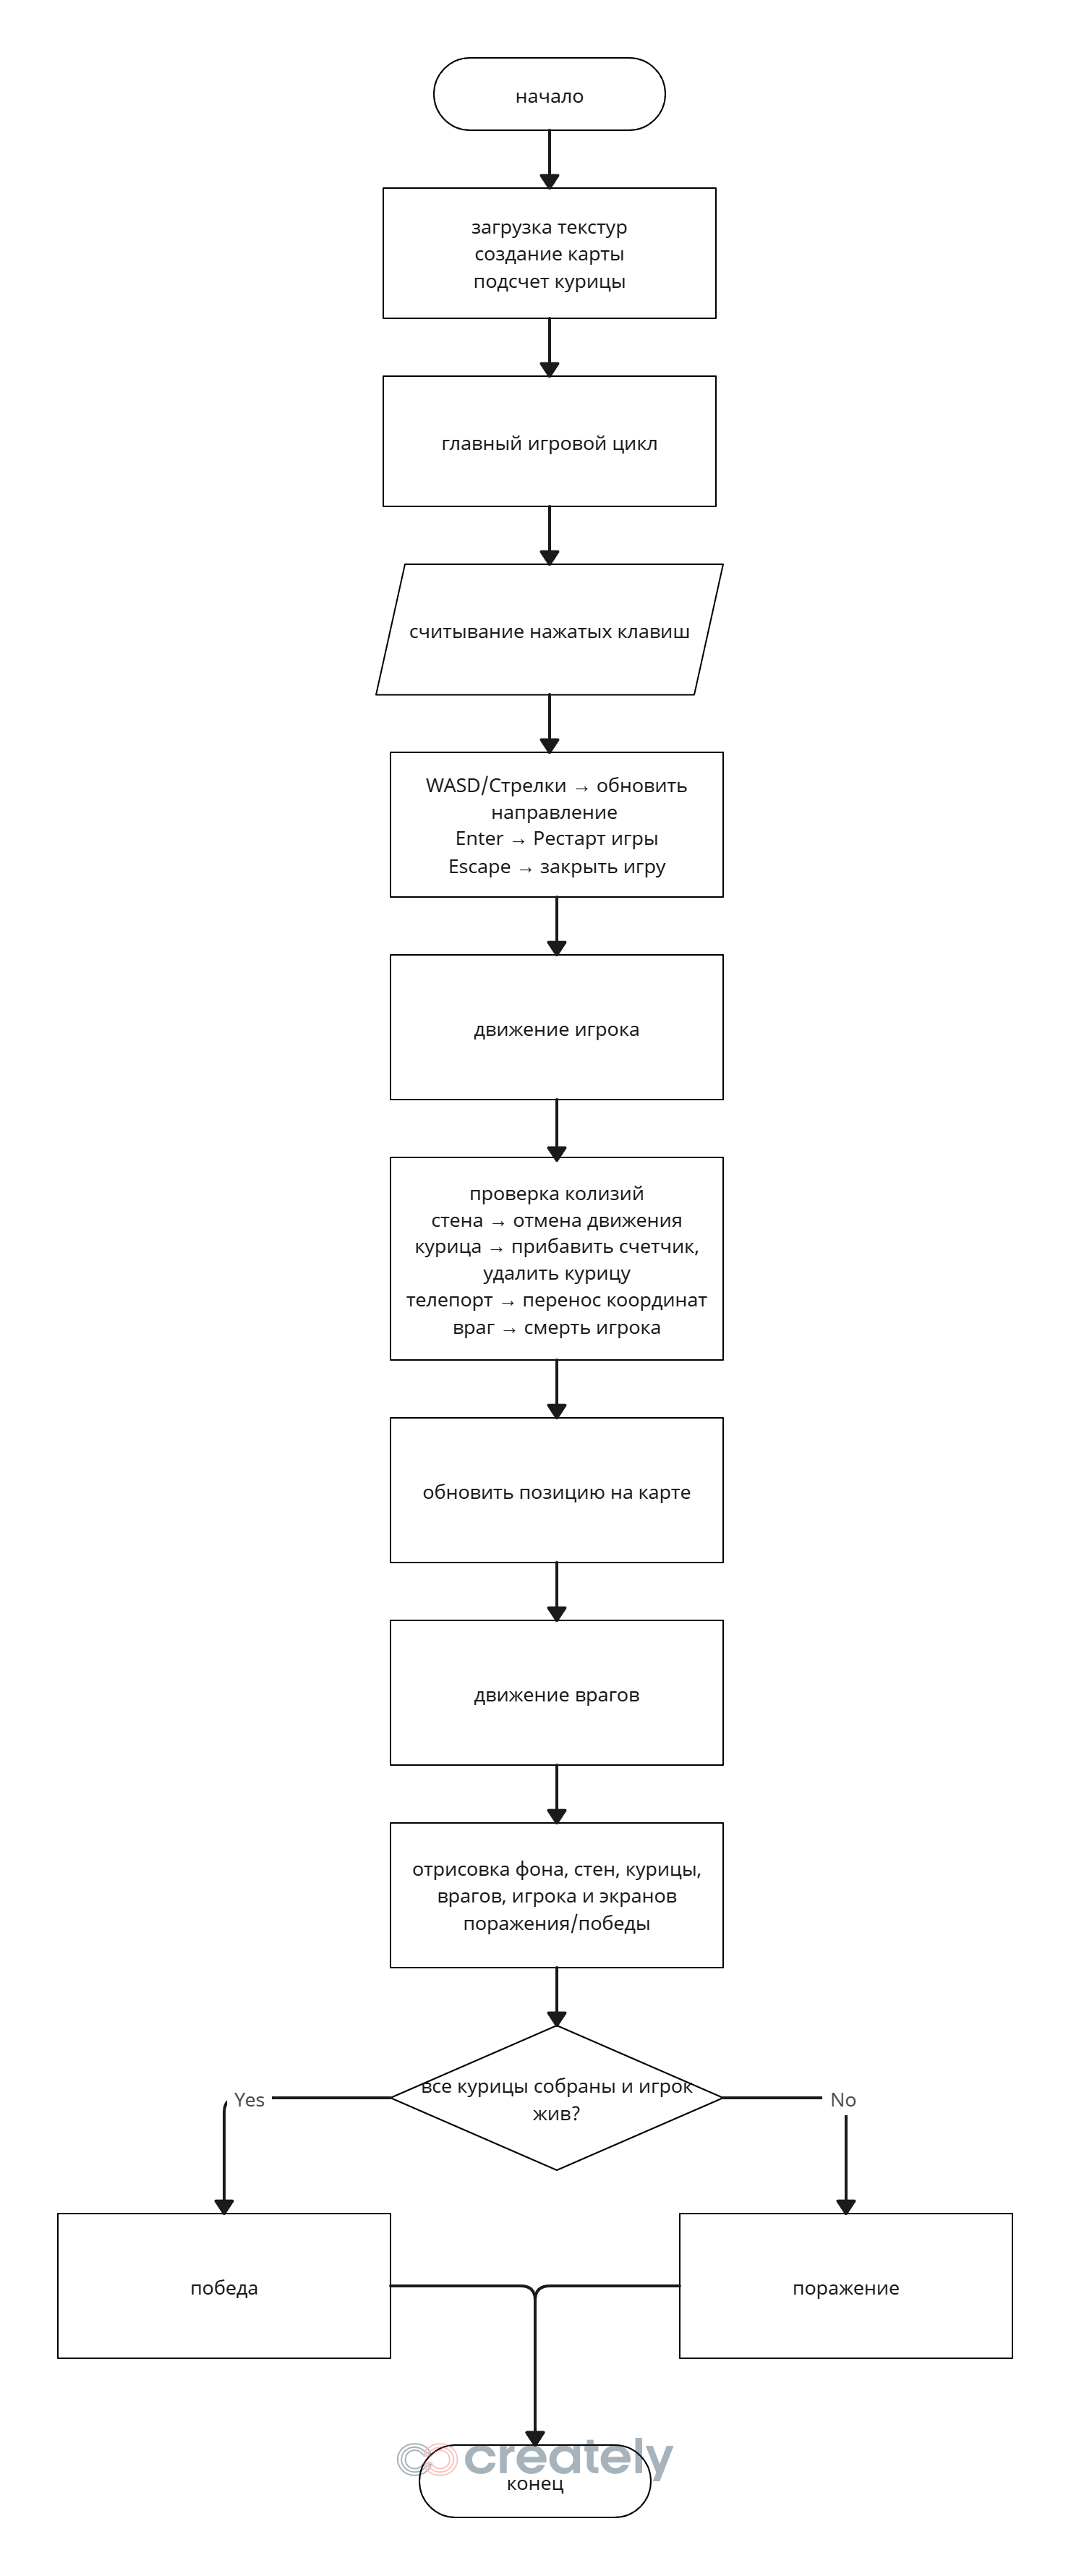 начало
загрузка текстур
создание карты
подсчет курицы
главный игровой цикл
считывание нажатых клавиш
WASD/Стрелки → обновить
направление
Enter → Рестарт игры
Escape → закрыть игру
движение игрока
проверка колизий
стена → отмена движения
курица → прибавить счетчик,
удалить курицу
телепорт → перенос координат
враг → смерть игрока
обновить позицию на карте
движение врагов
отрисовка фона, стен, курицы,
врагов, игрока и экранов
поражения/победы
все курицы собраны и игрок
жив?
Yes
No
победа
поражение
creately
конец